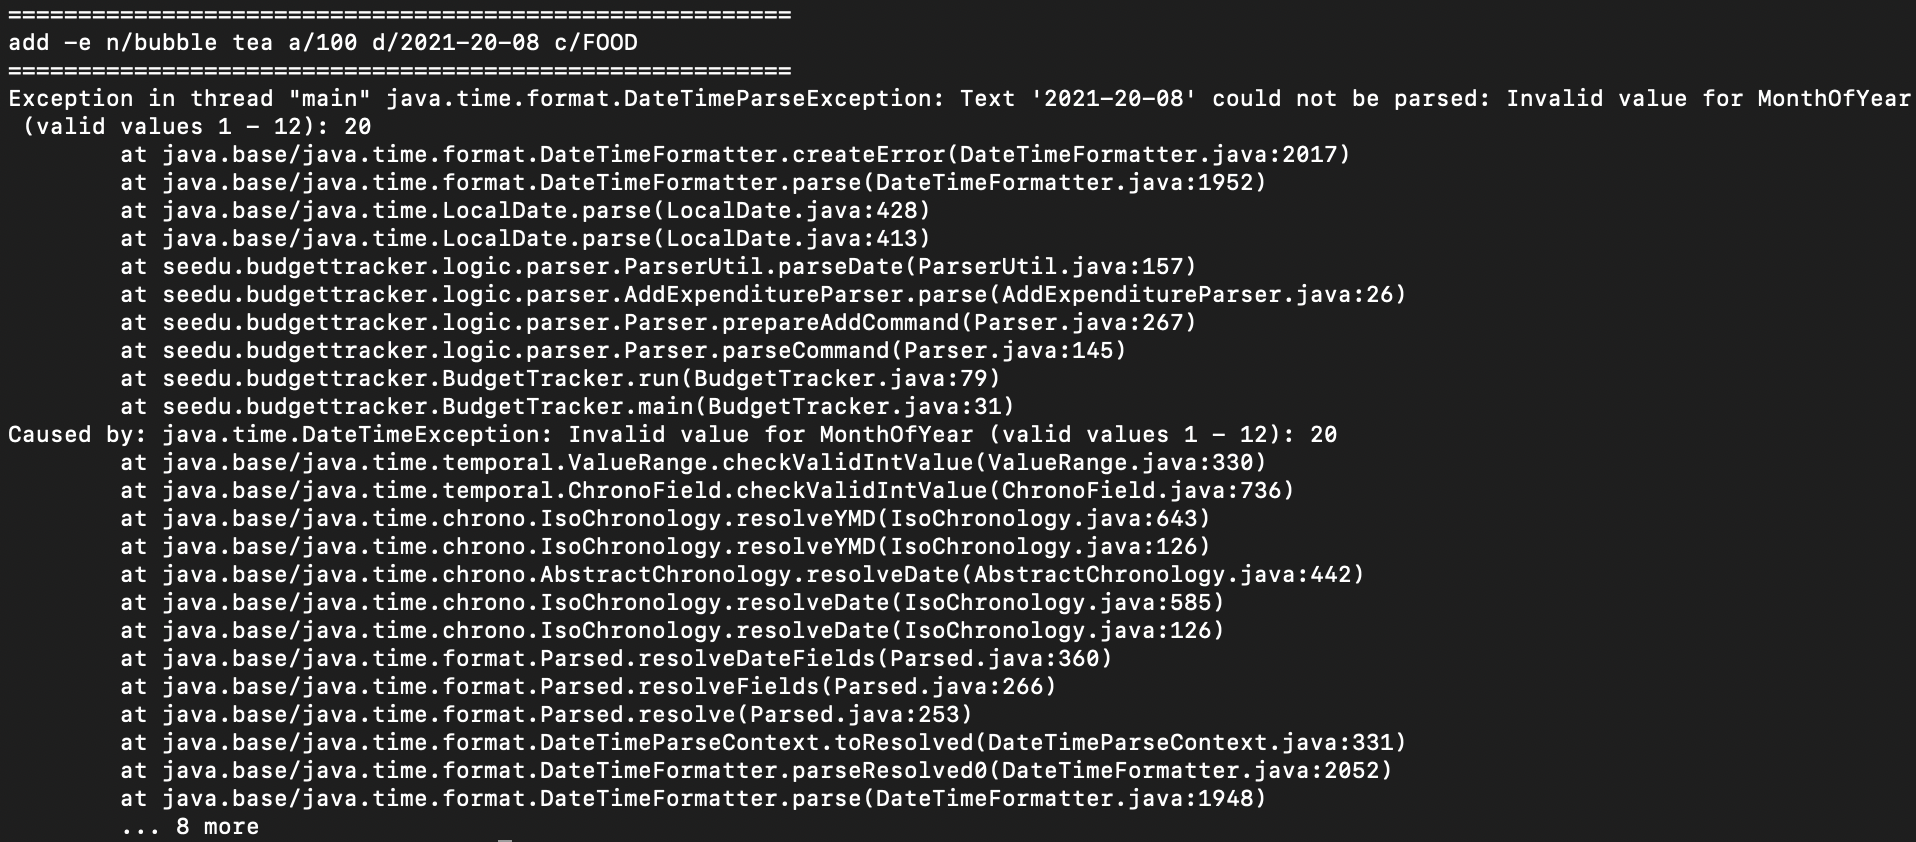 ========================================================
add -e n/bubble tea a/100 d/2021-20-08 c/FOOD
========================================================
Exception in thread "main" java.time.format.DateTimeParseException: Text '2021-20-08' could not be parsed: Invalid value for MonthOfYear
 (valid values 1 - 12): 20
        at java.base/java.time.format.DateTimeFormatter.createError(DateTimeFormatter.java:2017)
        at java.base/java.time.format.DateTimeFormatter.parse(DateTimeFormatter.java:1952)
        at java.base/java.time.LocalDate.parse(LocalDate.java:428)
        at java.base/java.time.LocalDate.parse(LocalDate.java:413)
        at seedu.budgettracker.logic.parser.ParserUtil.parseDate(ParserUtil.java:157)
        at seedu.budgettracker.logic.parser.AddExpenditureParser.parse(AddExpenditureParser.java:26)
        at seedu.budgettracker.logic.parser.Parser.prepareAddCommand(Parser.java:267)
        at seedu.budgettracker.logic.parser.Parser.parseCommand(Parser.java:145)
        at seedu.budgettracker.BudgetTracker.run(BudgetTracker.java:79)
        at seedu.budgettracker.BudgetTracker.main(BudgetTracker.java:31)
Caused by: java.time.DateTimeException: Invalid value for MonthOfYear (valid values 1 - 12): 20
        at java.base/java.time.temporal.ValueRange.checkValidIntValue(ValueRange.java:330)
        at java.base/java.time.temporal.ChronoField.checkValidIntValue(ChronoField.java:736)
        at java.base/java.time.chrono.IsoChronology.resolveYMD(IsoChronology.java:643)
        at java.base/java.time.chrono.IsoChronology.resolveYMD(IsoChronology.java:126)
        at java.base/java.time.chrono.AbstractChronology.resolveDate(AbstractChronology.java:442)
        at java.base/java.time.chrono.IsoChronology.resolveDate(IsoChronology.java:585)
        at java.base/java.time.chrono.IsoChronology.resolveDate(IsoChronology.java:126)
        at java.base/java.time.format.Parsed.resolveDateFields(Parsed.java:360)
        at java.base/java.time.format.Parsed.resolveFields(Parsed.java:266)
        at java.base/java.time.format.Parsed.resolve(Parsed.java:253)
        at java.base/java.time.format.DateTimeParseContext.toResolved(DateTimeParseContext.java:331)
        at java.base/java.time.format.DateTimeFormatter.parseResolved0(DateTimeFormatter.java:2052)
        at java.base/java.time.format.DateTimeFormatter.parse(DateTimeFormatter.java:1948)
        ... 8 more